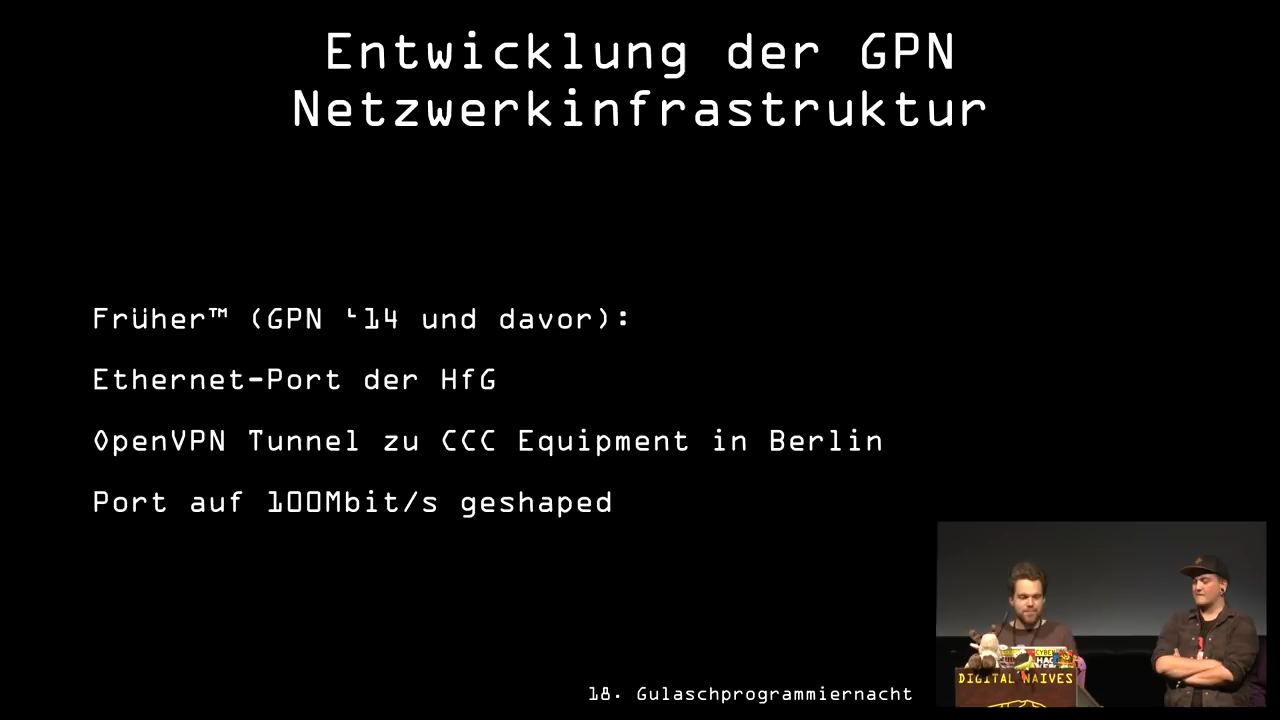 Entwicklung der GPN
Netzwerkinfrastruktur
Früher™ (GPN ‘14 und davor):
Ethernet-Port der HfG
OpenVPN Tunnel zu CCC Equipment in Berlin
Port auf 100Mbit/s geshaped
CYBER
DIGITAL NAIVES
18. Gulaschprogrammiernacht